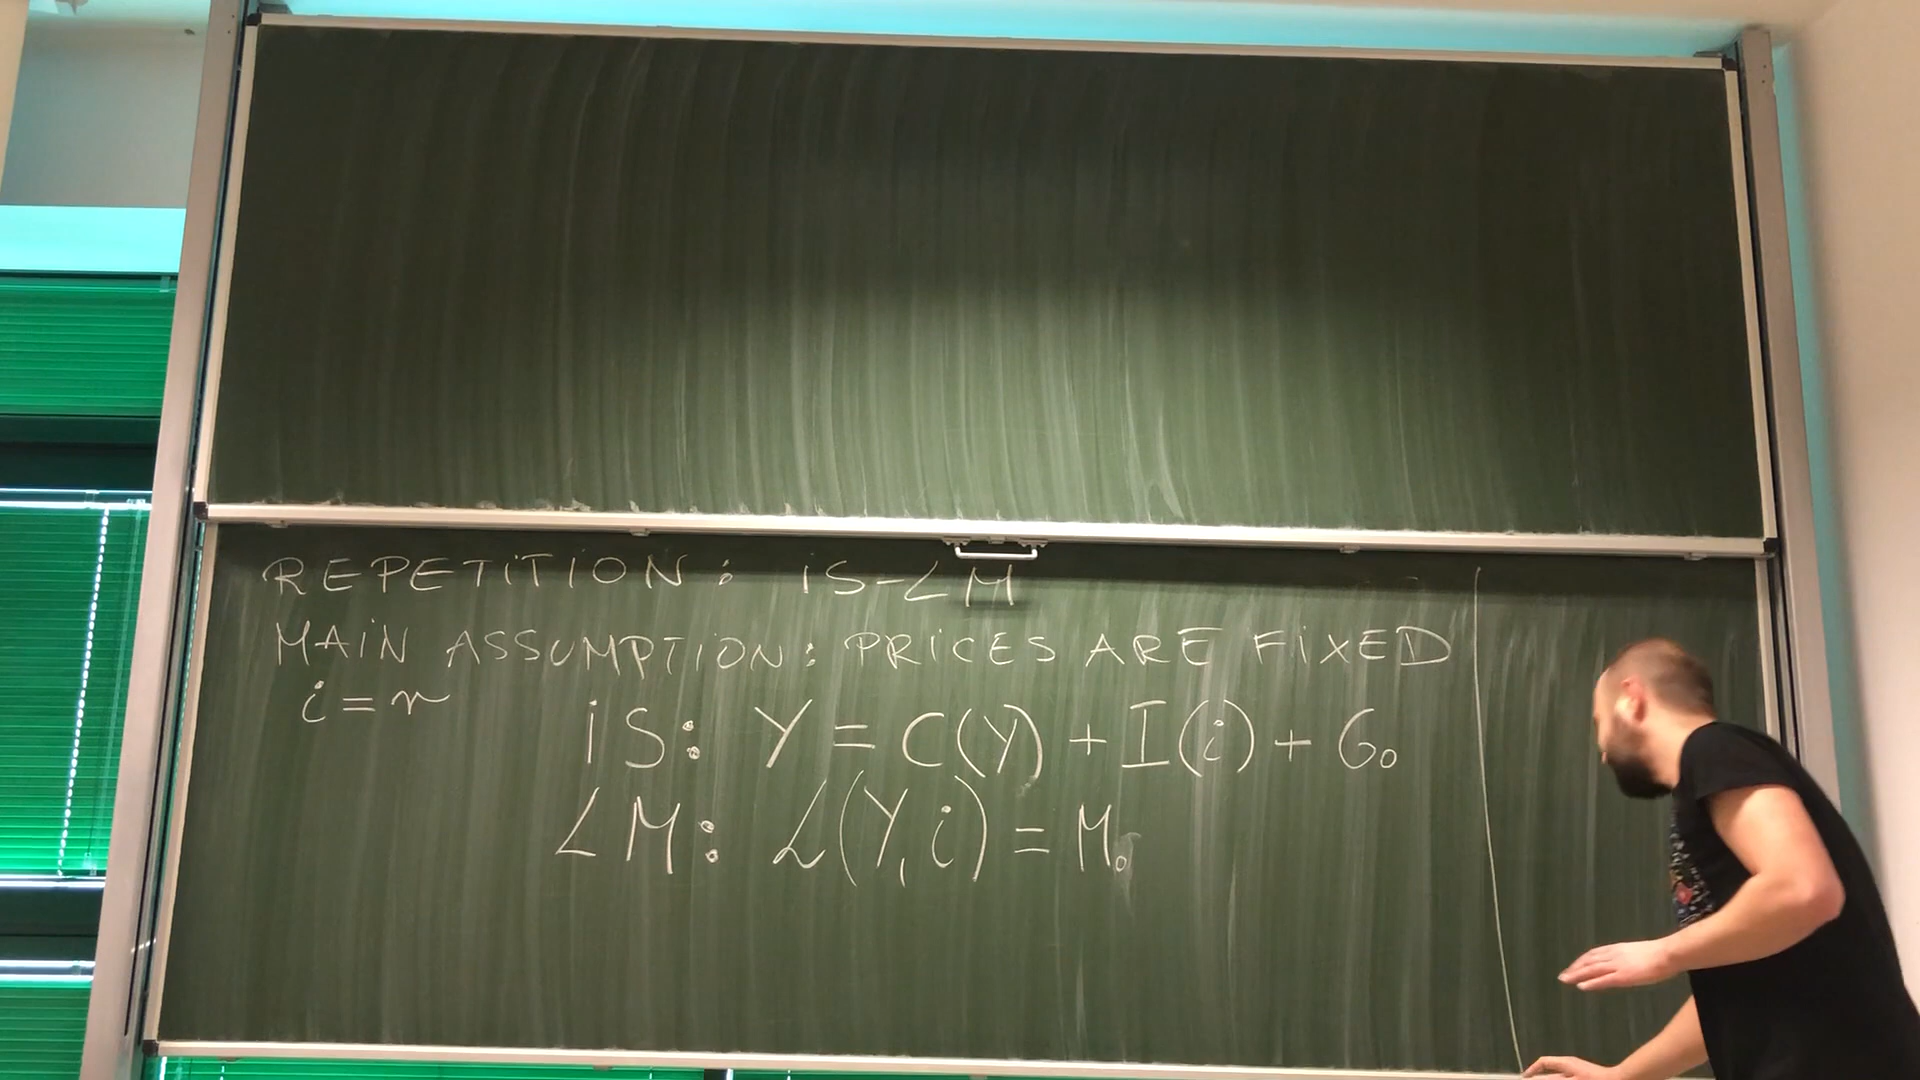 REPETITION: IS-LM
MAIN ASSUMPTION: PRICES ARE FIXED
i = r
IS: Y = C(Y) + I(i) + G₀
LM: L(Y, i) = M₀